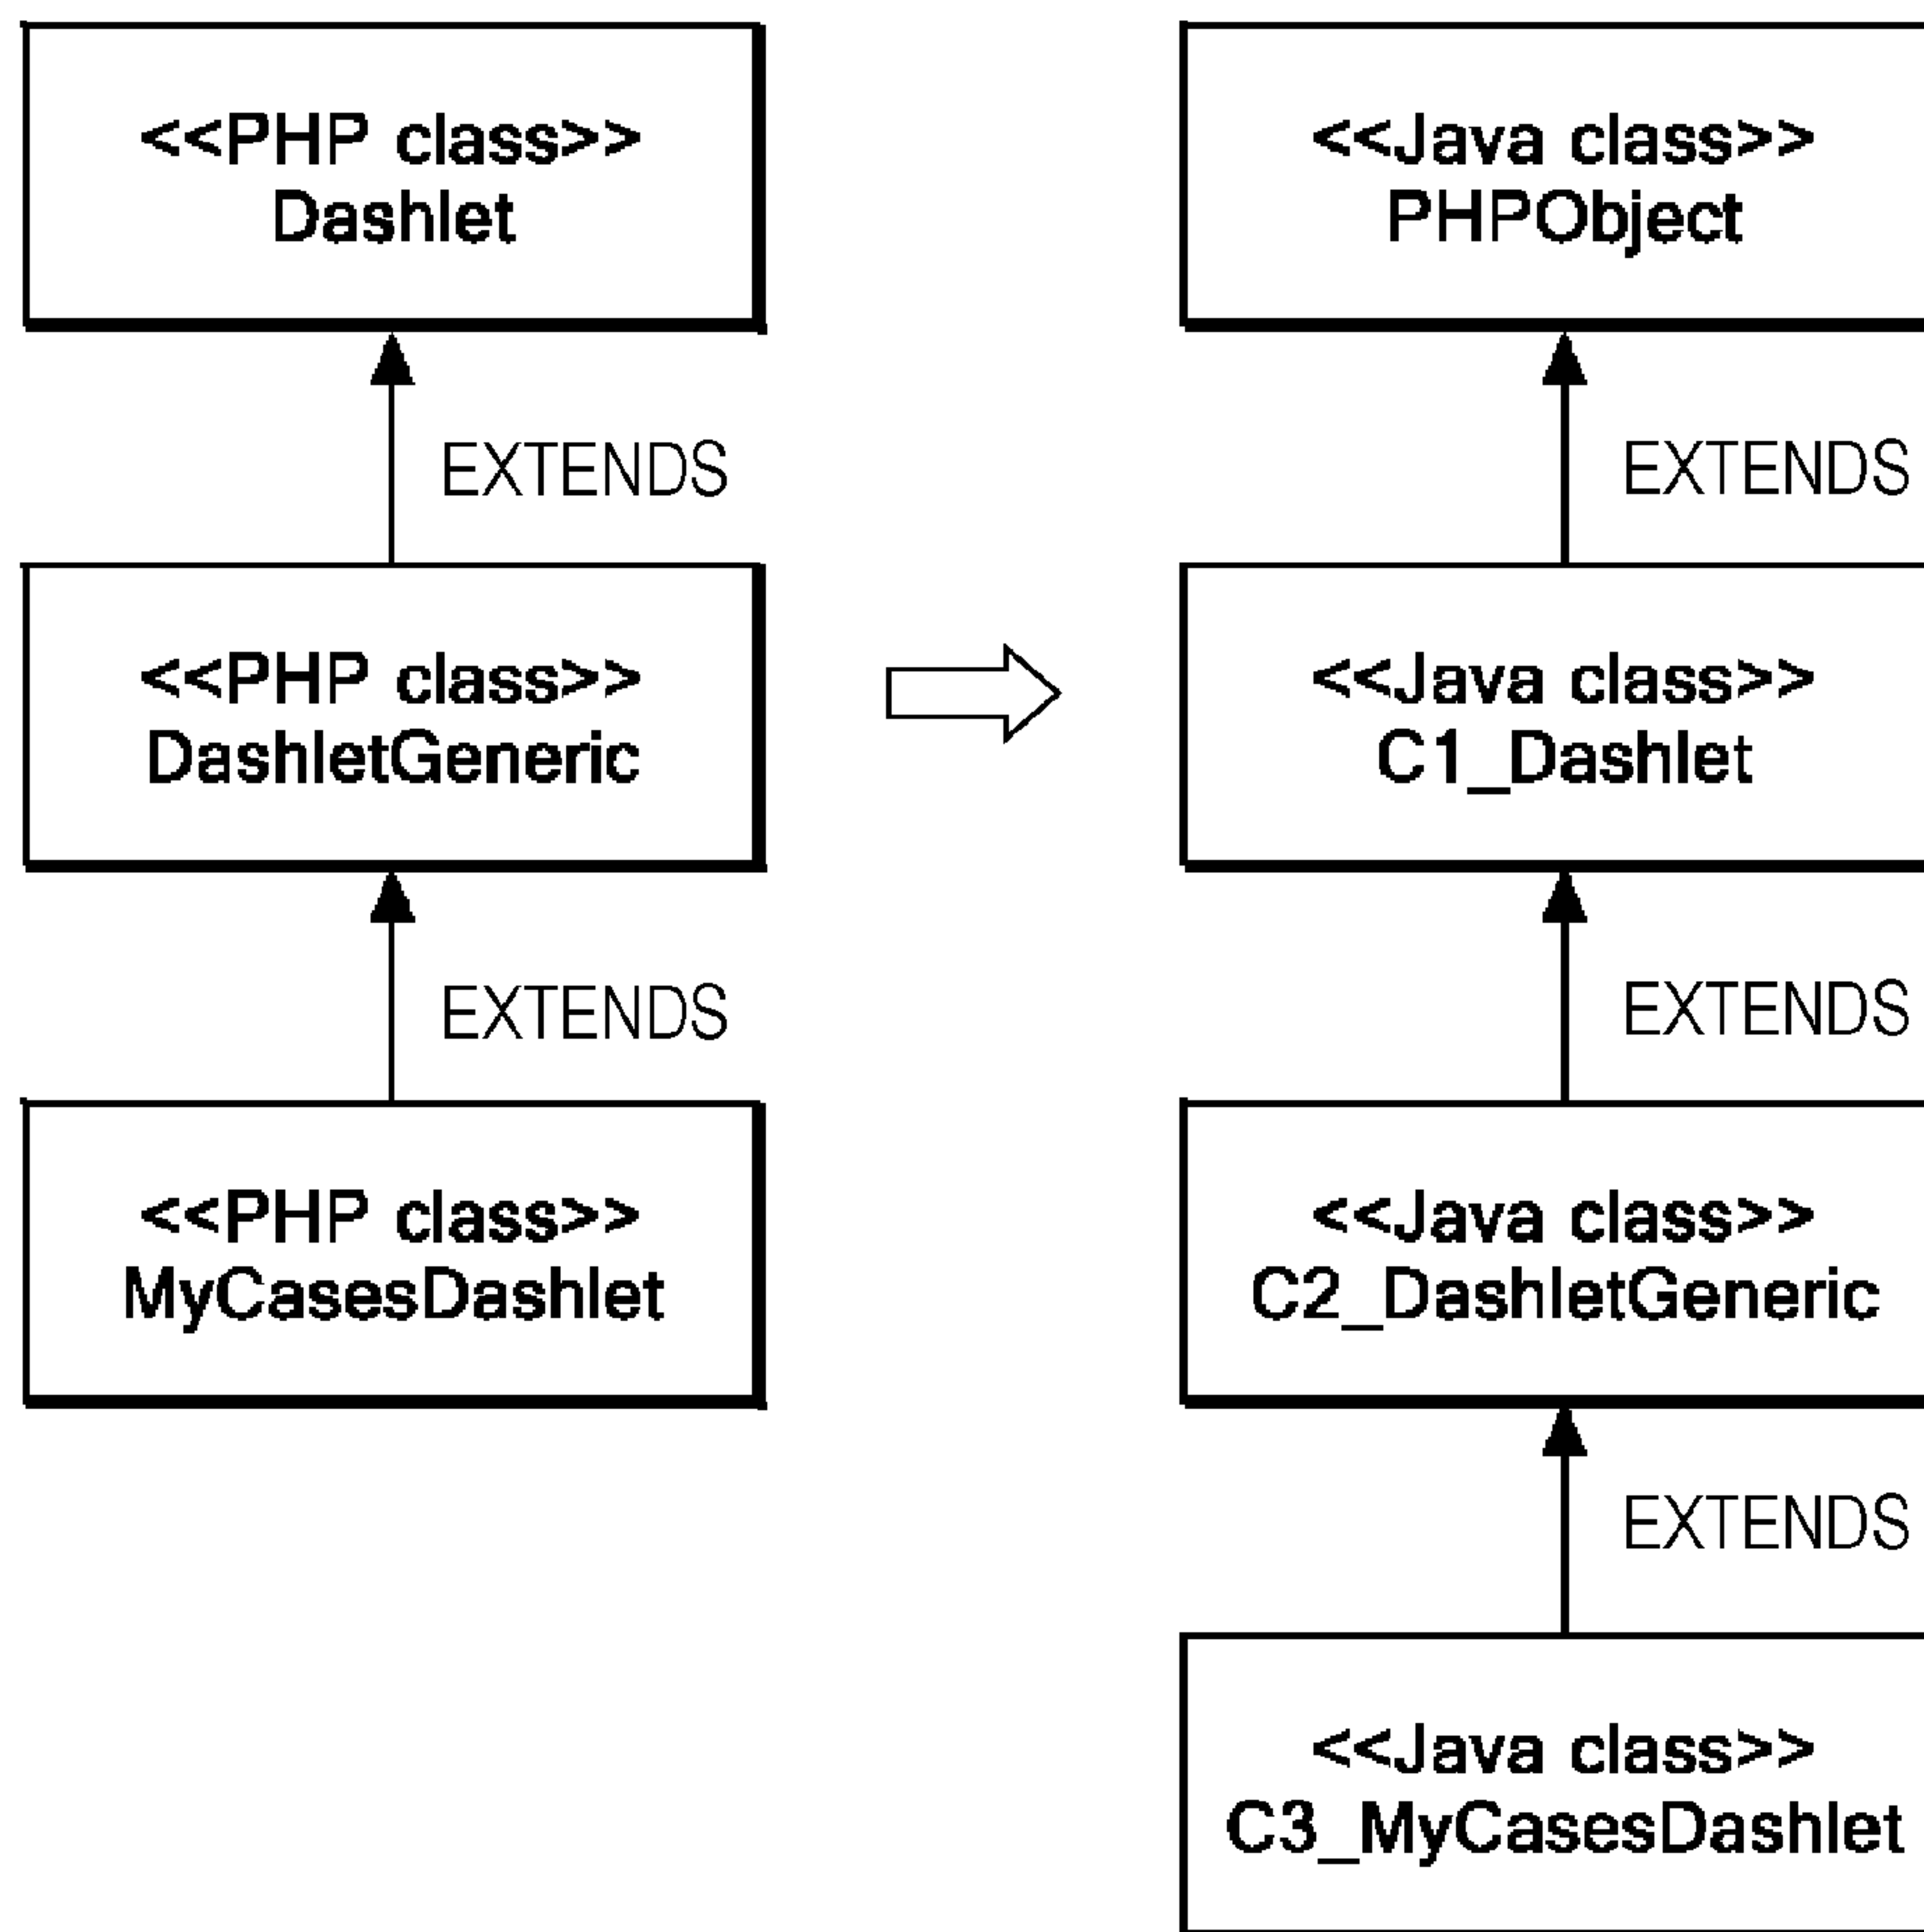 <<PHP class>>
Dashlet
EXTENDS
<<PHP class>>
DashletGeneric
EXTENDS
<<PHP class>>
MyCasesDashlet
<<Java class>>
PHPObject
EXTENDS
<<Java class>>
C1_Dashlet
EXTENDS
<<Java class>>
C2_DashletGeneric
EXTENDS
<<Java class>>
C3_MyCasesDashlet